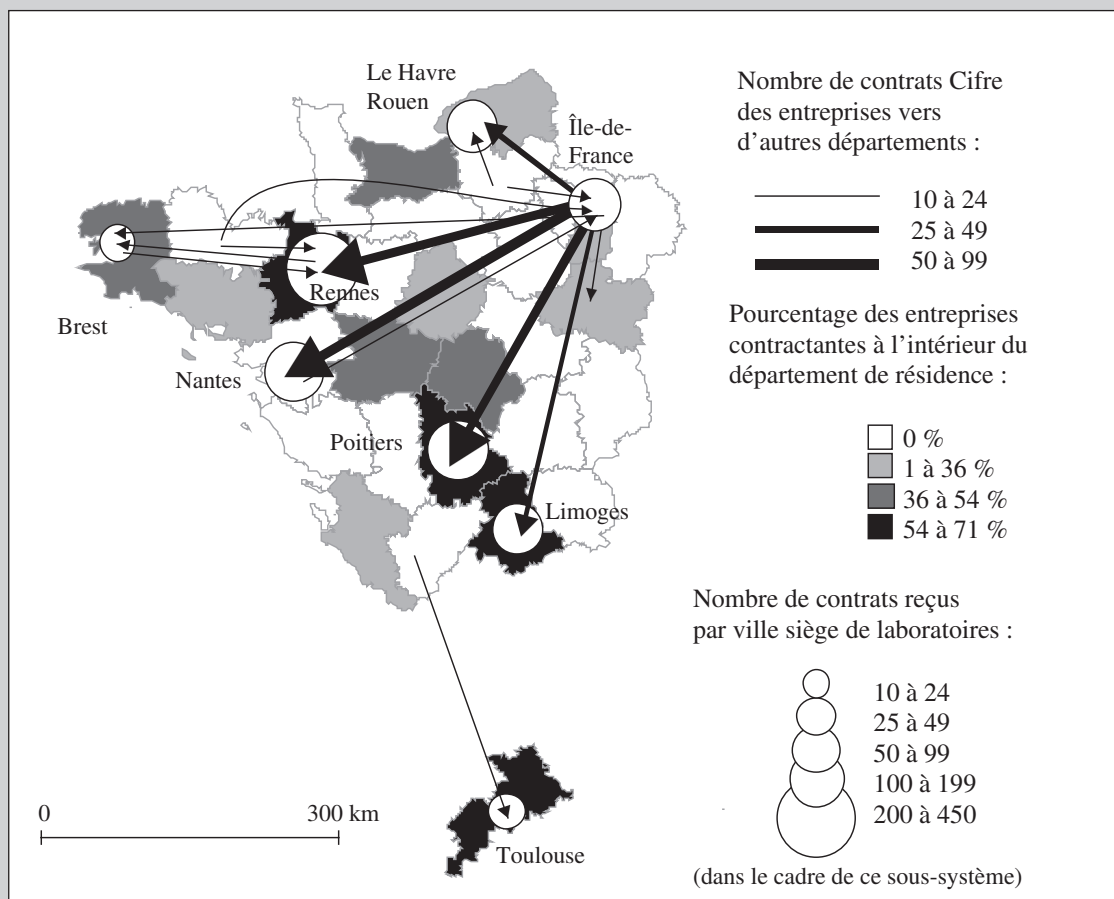 Le Havre
Rouen
Île-de-
France
Rennes
Brest
Nantes
Poitiers
Limoges
Toulouse
0
300 km
Nombre de contrats Cifre
des entreprises vers
d'autres départements :
10 à 24
25 à 49
50 à 99
Pourcentage des entreprises
contractantes à l'intérieur du
département de résidence :
0 %
1 à 36 %
36 à 54 %
54 à 71 %
Nombre de contrats reçus
par ville siège de laboratoires :
10 à 24
25 à 49
50 à 99
100 à 199
200 à 450
(dans le cadre de ce sous-système)